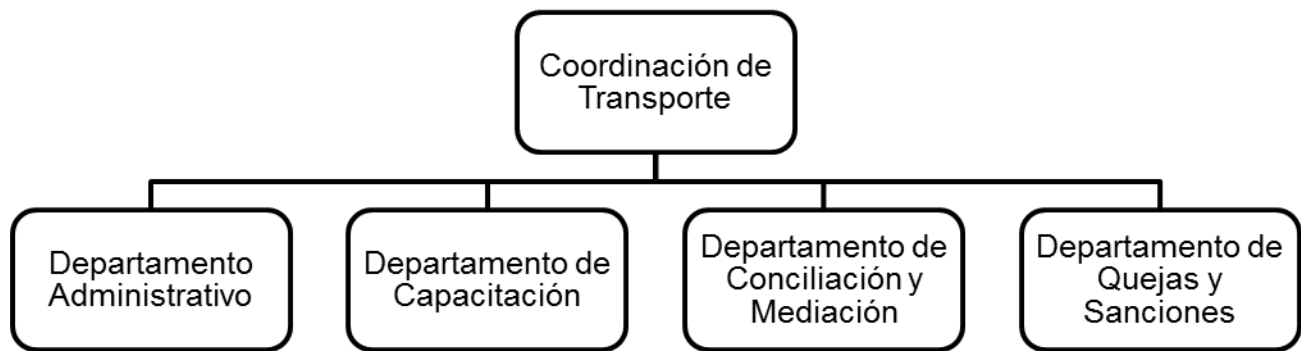 Coordinación de
Transporte
Departamento
Administrativo
Departamento de
Capacitación
Departamento de
Conciliación y
Mediación
Departamento de
Quejas y
Sanciones